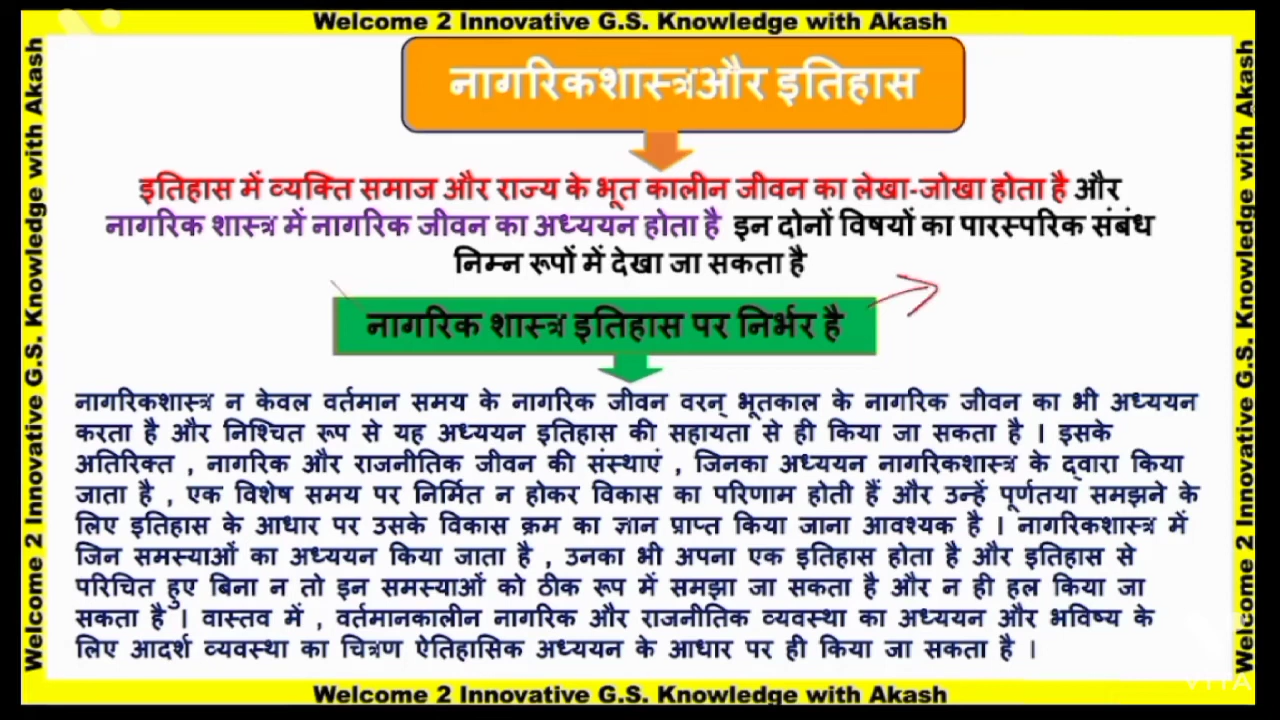 Welcome 2 Innovative G.S. Knowledge with Akash
नागरिकशास्त्रऔर इतिहास
इतिहास में व्यक्ति समाज और राज्य के भूत कालीन जीवन का लेखा-जोखा होता है और
नागरिक शास्त्र में नागरिक जीवन का अध्ययन होता है इन दोनों विषयों का पारस्परिक संबंध
निम्न रूपों में देखा जा सकता है
नागरिक शास्त्र इतिहास पर निर्भर है
नागरिकशास्त्र न केवल वर्तमान समय के नागरिक जीवन वरन् भूतकाल के नागरिक जीवन का भी अध्ययन
करता है और निश्चित रूप से यह अध्ययन इतिहास की सहायता से ही किया जा सकता है । इसके
अतिरिक्त , नागरिक और राजनीतिक जीवन की संस्थाएं , जिनका अध्ययन नागरिकशास्त्र के द्वारा किया
जाता है , एक विशेष समय पर निर्मित न होकर विकास का परिणाम होती हैं और उन्हें पूर्णतया समझने के
लिए इतिहास के आधार पर उसके विकास क्रम का ज्ञान प्राप्त किया जाना आवश्यक है । नागरिकशास्त्र में
जिन समस्याओं का अध्ययन किया जाता है , उनका भी अपना एक इतिहास होता है और इतिहास से
परिचित हुए बिना न तो इन समस्याओं को ठीक रूप में समझा जा सकता है और न ही हल किया जा
सकता है । वास्तव में , वर्तमानकालीन नागरिक और राजनीतिक व्यवस्था का अध्ययन और भविष्य के
लिए आदर्श व्यवस्था का चित्रण ऐतिहासिक अध्ययन के आधार पर ही किया जा सकता है ।
Welcome 2 Innovative G.S. Knowledge with Akash
Welcome 2 Innovative G.S. Knowledge with Akash
Welcome 2 Innovative G.S. Knowledge with Akash
VITA